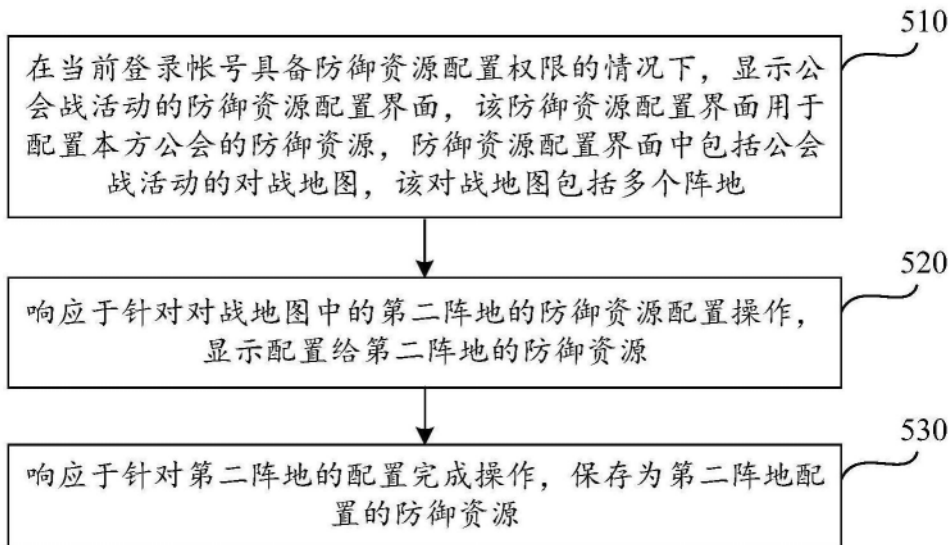 510
在当前登录帐号具备防御资源配置权限的情况下，显示公
会战活动的防御资源配置界面，该防御资源配置界面用于
配置本方公会的防御资源，防御资源配置界面中包括公会
战活动的对战地图，该对战地图包括多个阵地
520
响应于针对对战地图中的第二阵地的防御资源配置操作，
显示配置给第二阵地的防御资源
530
响应于针对第二阵地的配置完成操作，保存为第二阵地配
置的防御资源